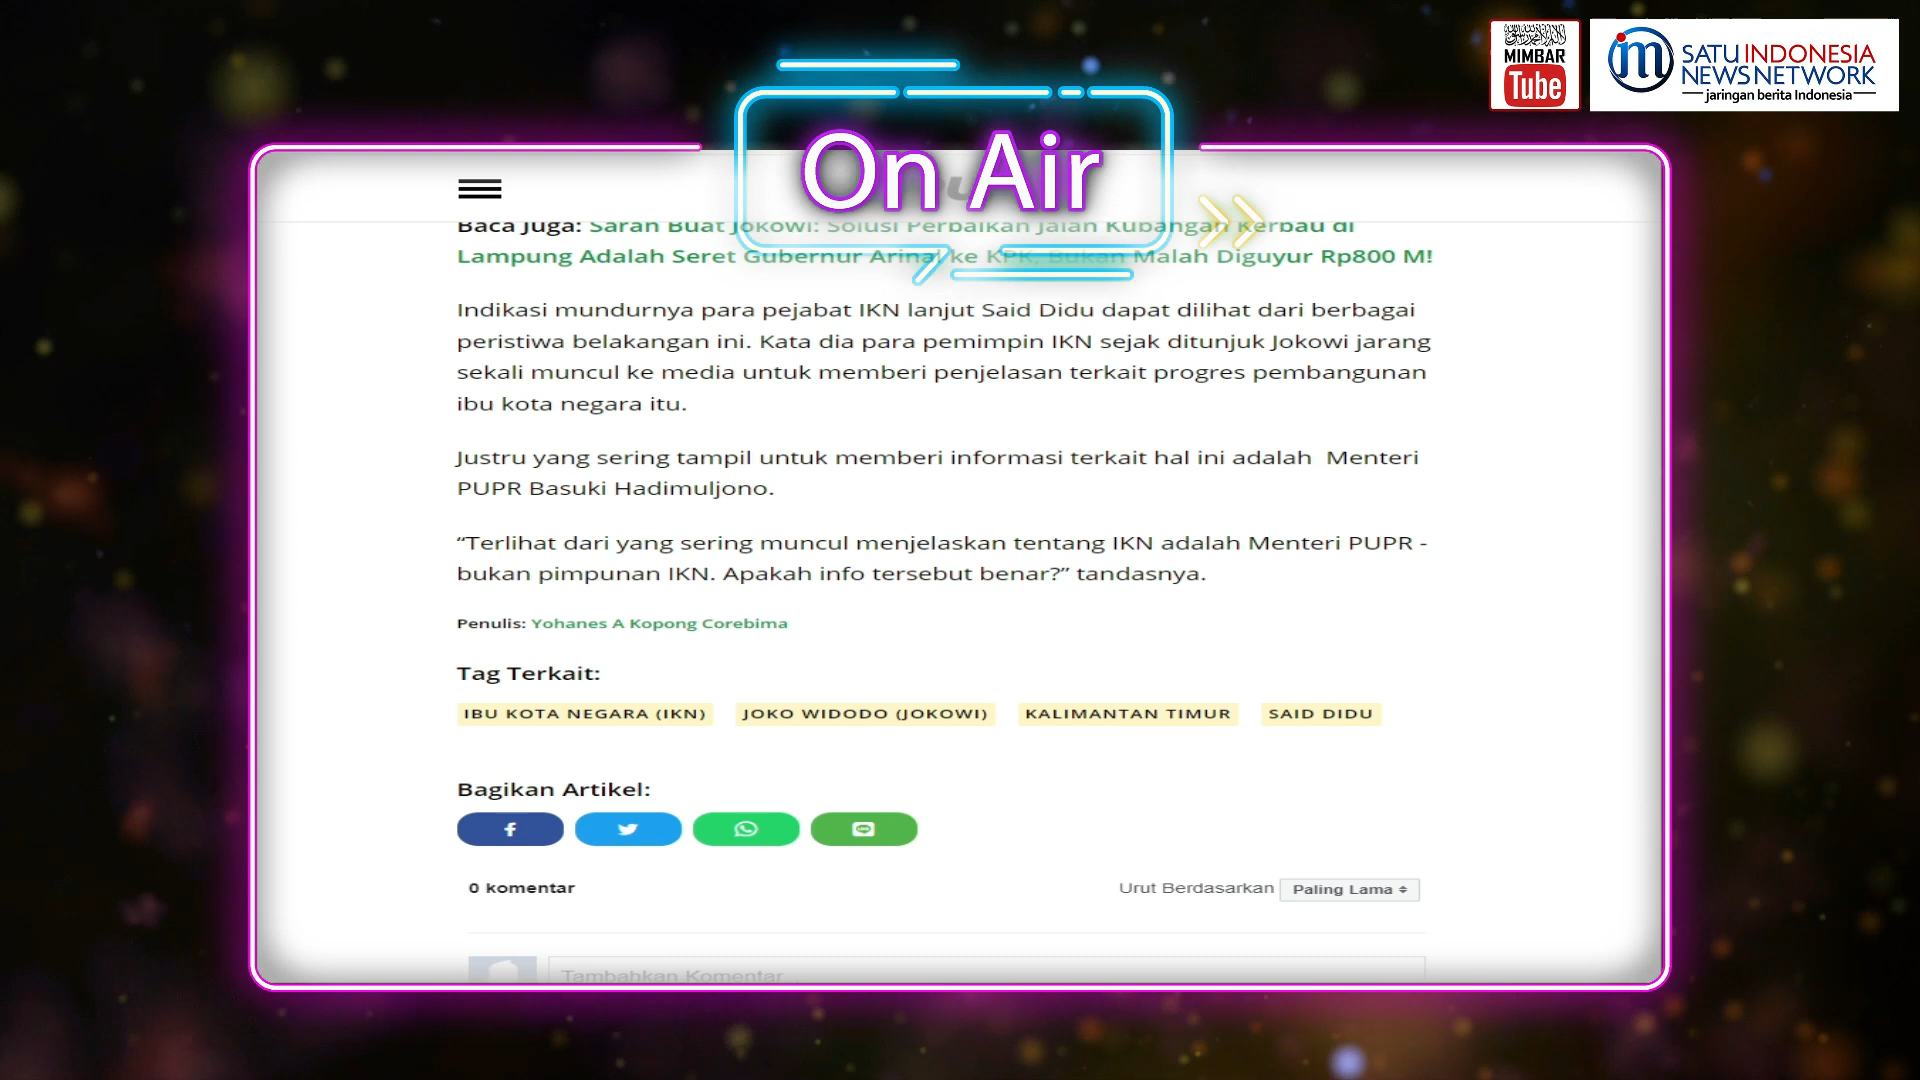 MIMBAR
Tube
SATU INDONESIA
NEWS NETWORK
jaringan berita Indonesia
On Air
Baca Juga: Saran Buat Jokowi: Solusi Perbaikan Jalan Kubangan Kerbau di
Lampung Adalah Seret Gubernur Arinal ke KPK, Bukan Malah Diguyur Rp800 M!
Indikasi mundurnya para pejabat IKN lanjut Said Didu dapat dilihat dari berbagai
peristiwa belakangan ini. Kata dia para pemimpin IKN sejak ditunjuk Jokowi jarang
sekali muncul ke media untuk memberi penjelasan terkait progres pembangunan
ibu kota negara itu.
Justru yang sering tampil untuk memberi informasi terkait hal ini adalah  Menteri
PUPR Basuki Hadimuljono.
“Terlihat dari yang sering muncul menjelaskan tentang IKN adalah Menteri PUPR -
bukan pimpunan IKN. Apakah info tersebut benar?” tandasnya.
Penulis: Yohanes A Kopong Corebima
Tag Terkait:
IBU KOTA NEGARA (IKN) JOKO WIDODO (JOKOWI) KALIMANTAN TIMUR SAID DIDU
Bagikan Artikel:
0 komentar
Urut Berdasarkan Paling Lama
Tambahkan Komentar...